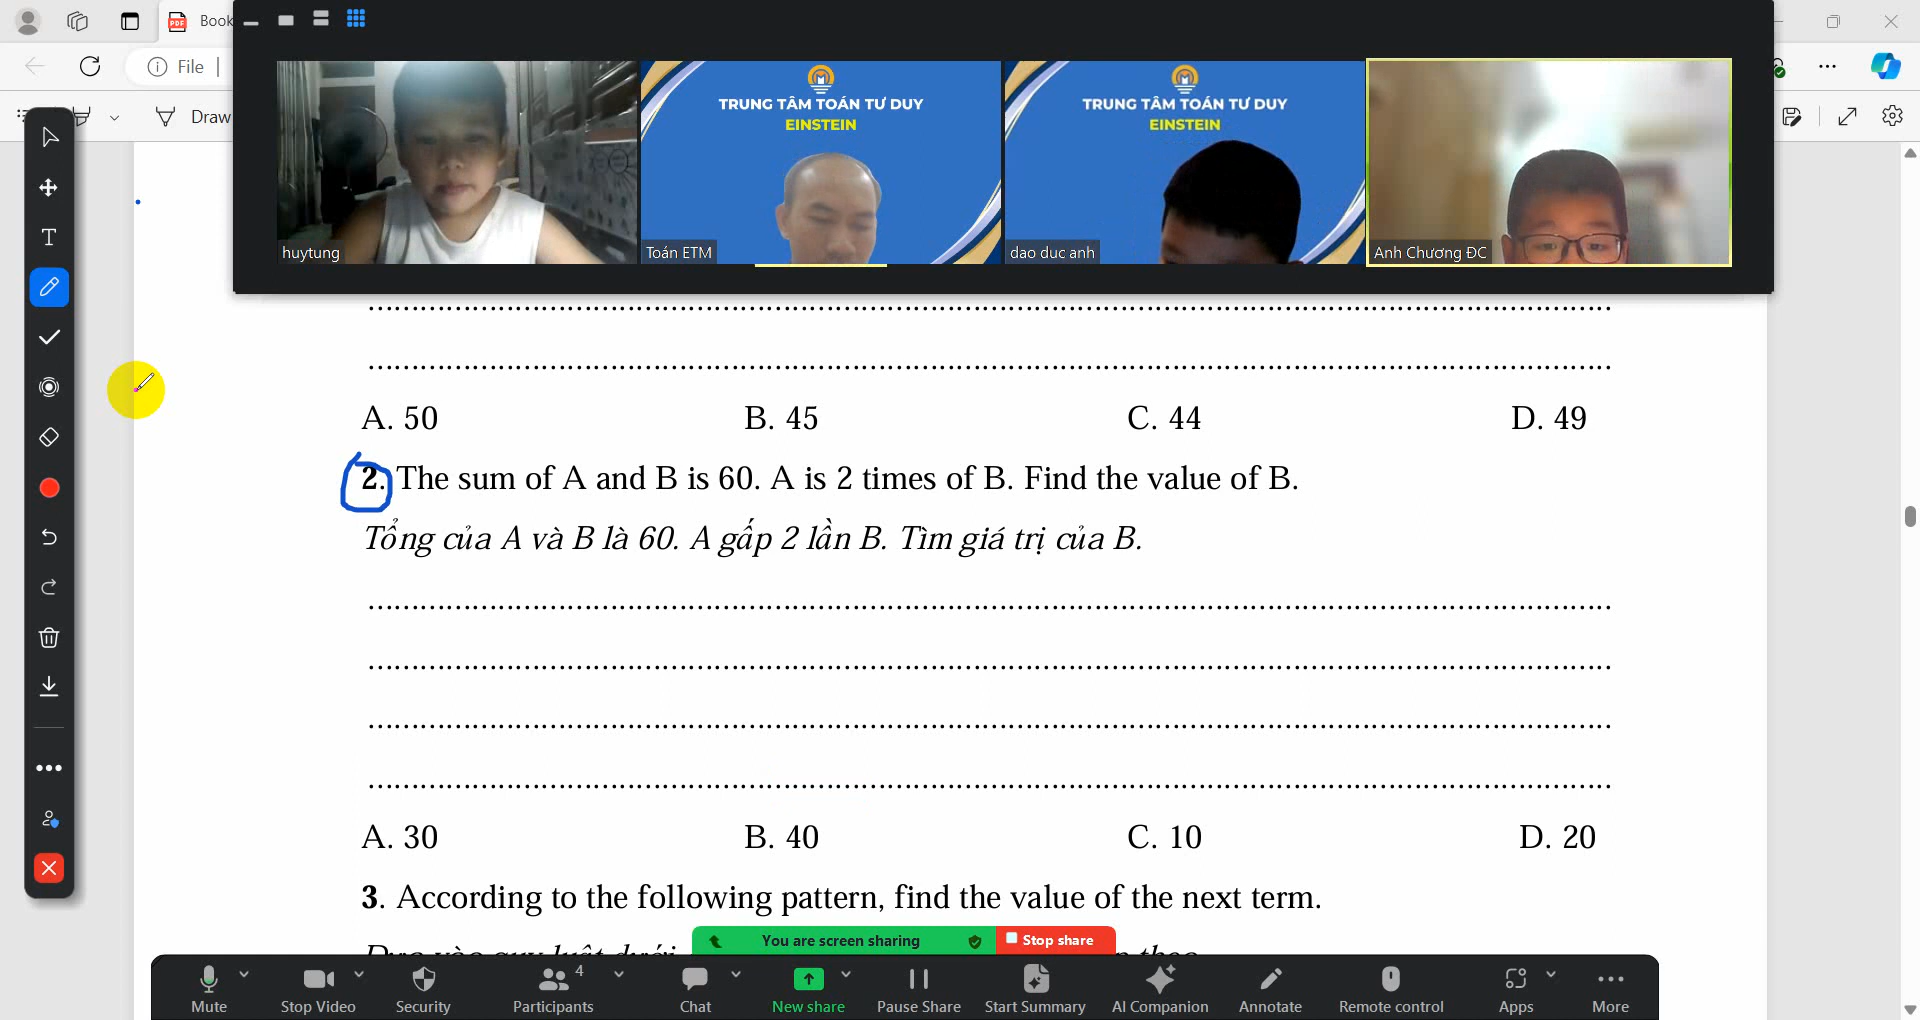 Book
File
Draw
TRUNG TÂM TOÁN TƯ DUY
EINSTEIN
TRUNG TÂM TOÁN TƯ DUY
EINSTEIN
huytung
Toán ETM
dao duc anh
Anh Chương ĐC
A. 50 B. 45 C. 44 D. 49
2. The sum of A and B is 60. A is 2 times of B. Find the value of B.
Tổng của A và B là 60. A gấp 2 lần B. Tìm giá trị của B.
A. 30 B. 40 C. 10 D. 20
3. According to the following pattern, find the value of the next term.
You are screen sharing Stop share
Mute Stop Video Security Participants 4 Chat New share Pause Share Start Summary AI Companion Annotate Remote control Apps More